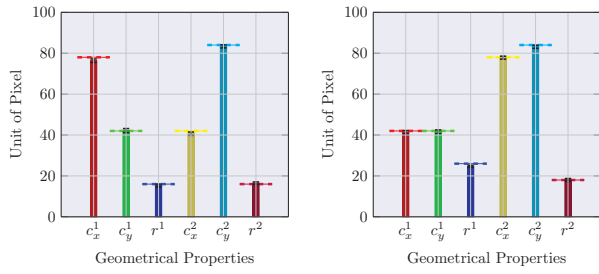 100
80
60
40
20
0
Unit of Pixel
c_x^1 c_y^1 r^1 c_x^2 c_y^2 r^2
Geometrical Properties
100
80
60
40
20
0
Unit of Pixel
c_x^1 c_y^1 r^1 c_x^2 c_y^2 r^2
Geometrical Properties